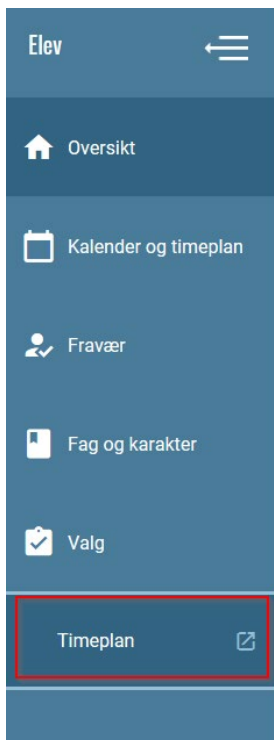 Elev
Oversikt
Kalender og timeplan
Fravær
Fag og karakter
Valg
Timeplan